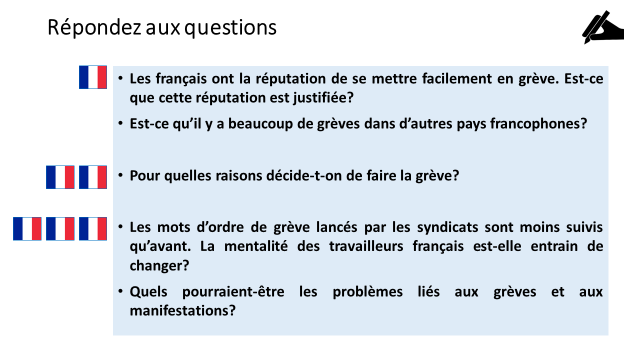 Répondez aux questions
• Les français ont la réputation de se mettre facilement en grève. Est-ce
que cette réputation est justifiée?
• Est-ce qu'il y a beaucoup de grèves dans d'autres pays francophones?
• Pour quelles raisons décide-t-on de faire la grève?
• Les mots d'ordre de grève lancés par les syndicats sont moins suivis
qu'avant. La mentalité des travailleurs français est-elle entrain de
changer?
• Quels pourraient-être les problèmes liés aux grèves et aux
manifestations?